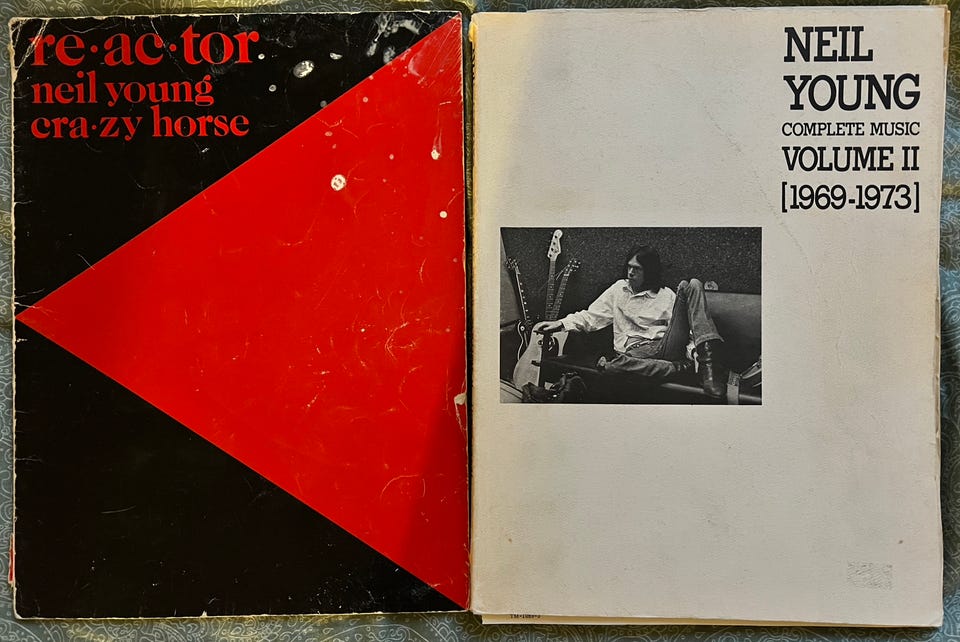 re·ac·tor
neil young
cra·zy horse
NEIL
YOUNG
COMPLETE MUSIC
VOLUME II
[1969-1973]